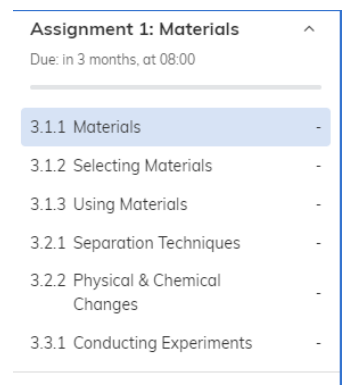 Assignment 1: Materials
Due: in 3 months, at 08:00
3.1.1 Materials -
3.1.2 Selecting Materials -
3.1.3 Using Materials -
3.2.1 Separation Techniques -
3.2.2 Physical & Chemical
Changes -
3.3.1 Conducting Experiments -